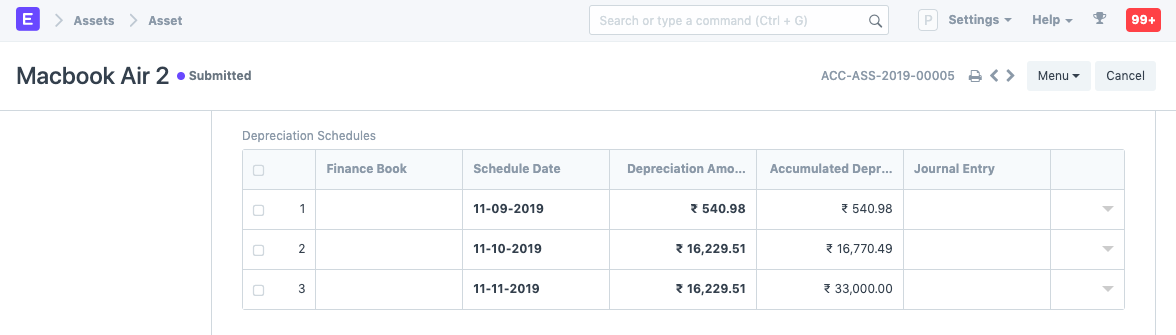 E Assets Asset Search or type a command (Ctrl + G) P Settings Help 99+
Macbook Air 2 Submitted ACC-ASS-2019-00005 Menu Cancel
Depreciation Schedules
Finance Book Schedule Date Depreciation Amo... Accumulated Depr... Journal Entry
1 11-09-2019 ₹ 540.98 ₹ 540.98
2 11-10-2019 ₹ 16,229.51 ₹ 16,770.49
3 11-11-2019 ₹ 16,229.51 ₹ 33,000.00